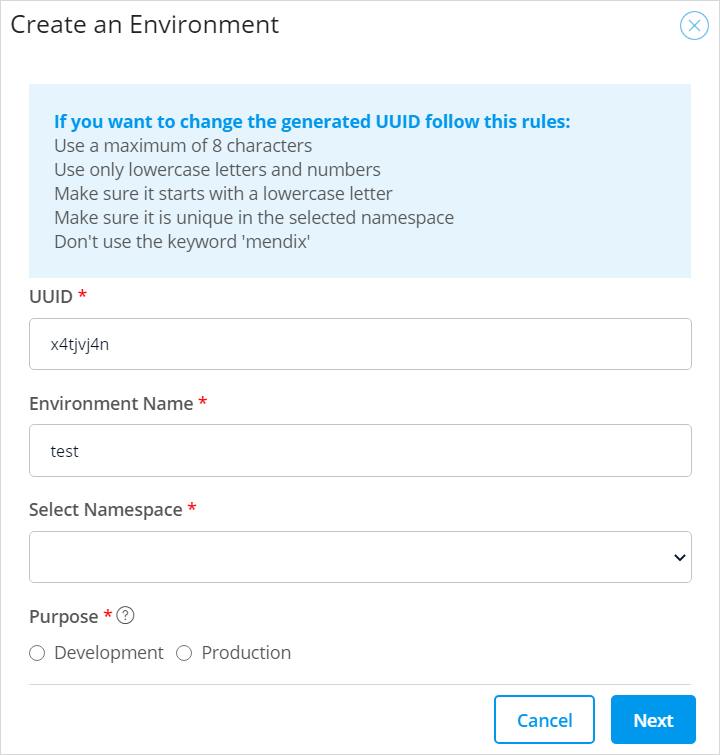 Create an Environment
If you want to change the generated UUID follow this rules:
Use a maximum of 8 characters
Use only lowercase letters and numbers
Make sure it starts with a lowercase letter
Make sure it is unique in the selected namespace
Don't use the keyword 'mendix'
UUID *
x4tjvj4n
Environment Name *
test
Select Namespace *
Purpose * ?
Development Production
Cancel Next